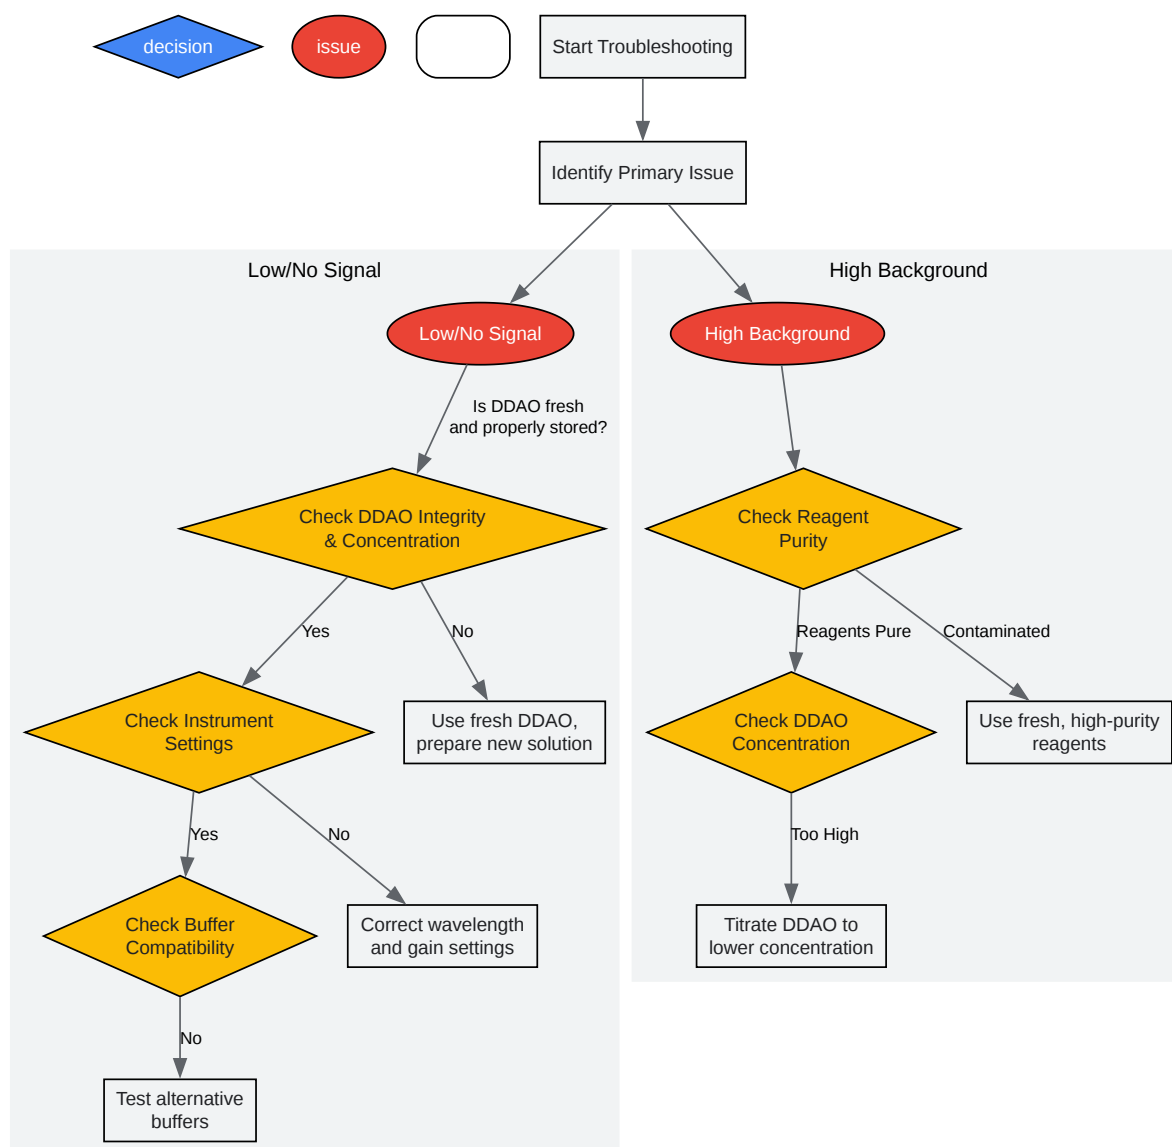 decision
issue
Start Troubleshooting
Identify Primary Issue
Low/No Signal
High Background
Low/No Signal
High Background
Is DDAO fresh
and properly stored?
Check DDAO Integrity
& Concentration
Check Reagent
Purity
Yes
No
Reagents Pure
Contaminated
Check Instrument
Settings
Use fresh DDAO,
prepare new solution
Check DDAO
Concentration
Use fresh, high-purity
reagents
Yes
No
Too High
Check Buffer
Compatibility
Correct wavelength
and gain settings
Titrate DDAO to
lower concentration
No
Test alternative
buffers